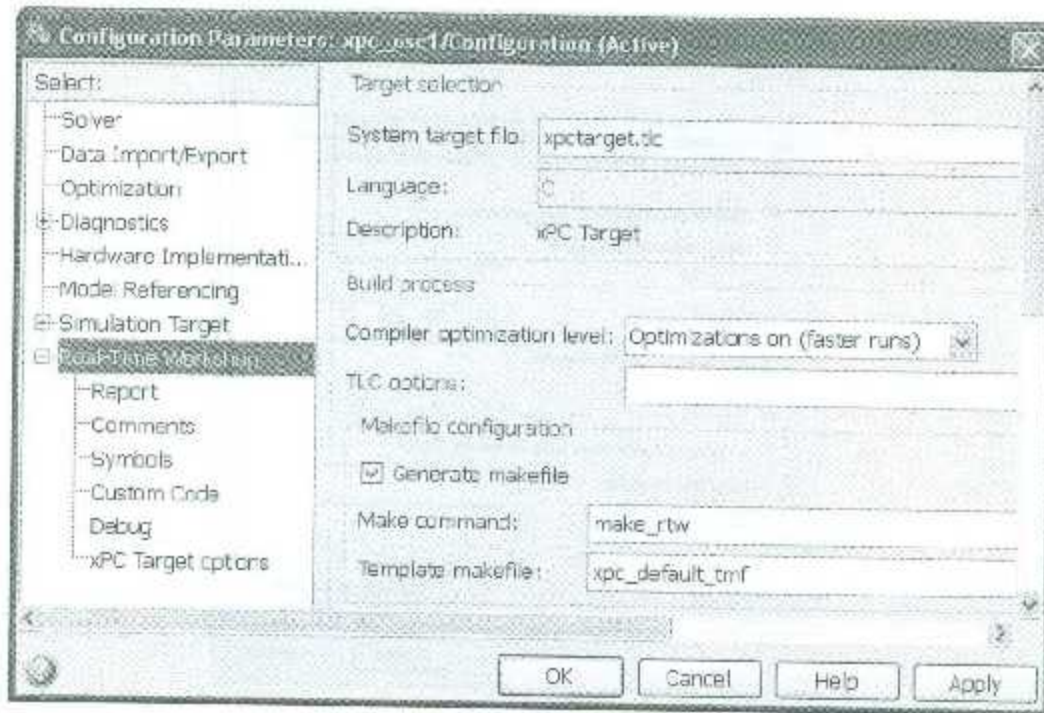 Configuration Parameters: xpc_osc1/Configuration (Active)
Select:
Solver
Data Import/Export
Optimization
Diagnostics
Hardware Implementati...
Model Referencing
Simulation Target
Real-Time Workshop
Report
Comments
Symbols
Custom Code
Debug
xPC Target options
Target selection
System target file: xpctarget.tlc
Language: C
Description: xPC Target
Build process
Compiler optimization level: Optimizations on (faster runs)
TLC options:
Makefile configuration
Generate makefile
Make command: make_rtw
Template makefile: xpc_default_tmf
OK
Cancel
Help
Apply